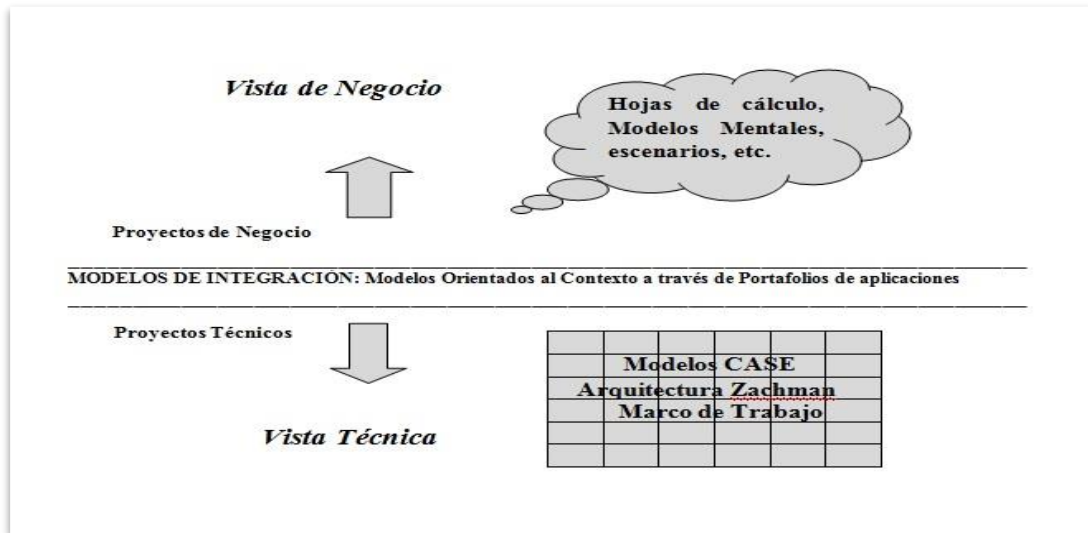 Vista de Negocio
Hojas de cálculo,
Modelos Mentales,
escenarios, etc.
Proyectos de Negocio
MODELOS DE INTEGRACIÓN: Modelos Orientados al Contexto a través de Portafolios de aplicaciones
Proyectos Técnicos
Modelos CASE
Arquitectura Zachman
Marco de Trabajo
Vista Técnica